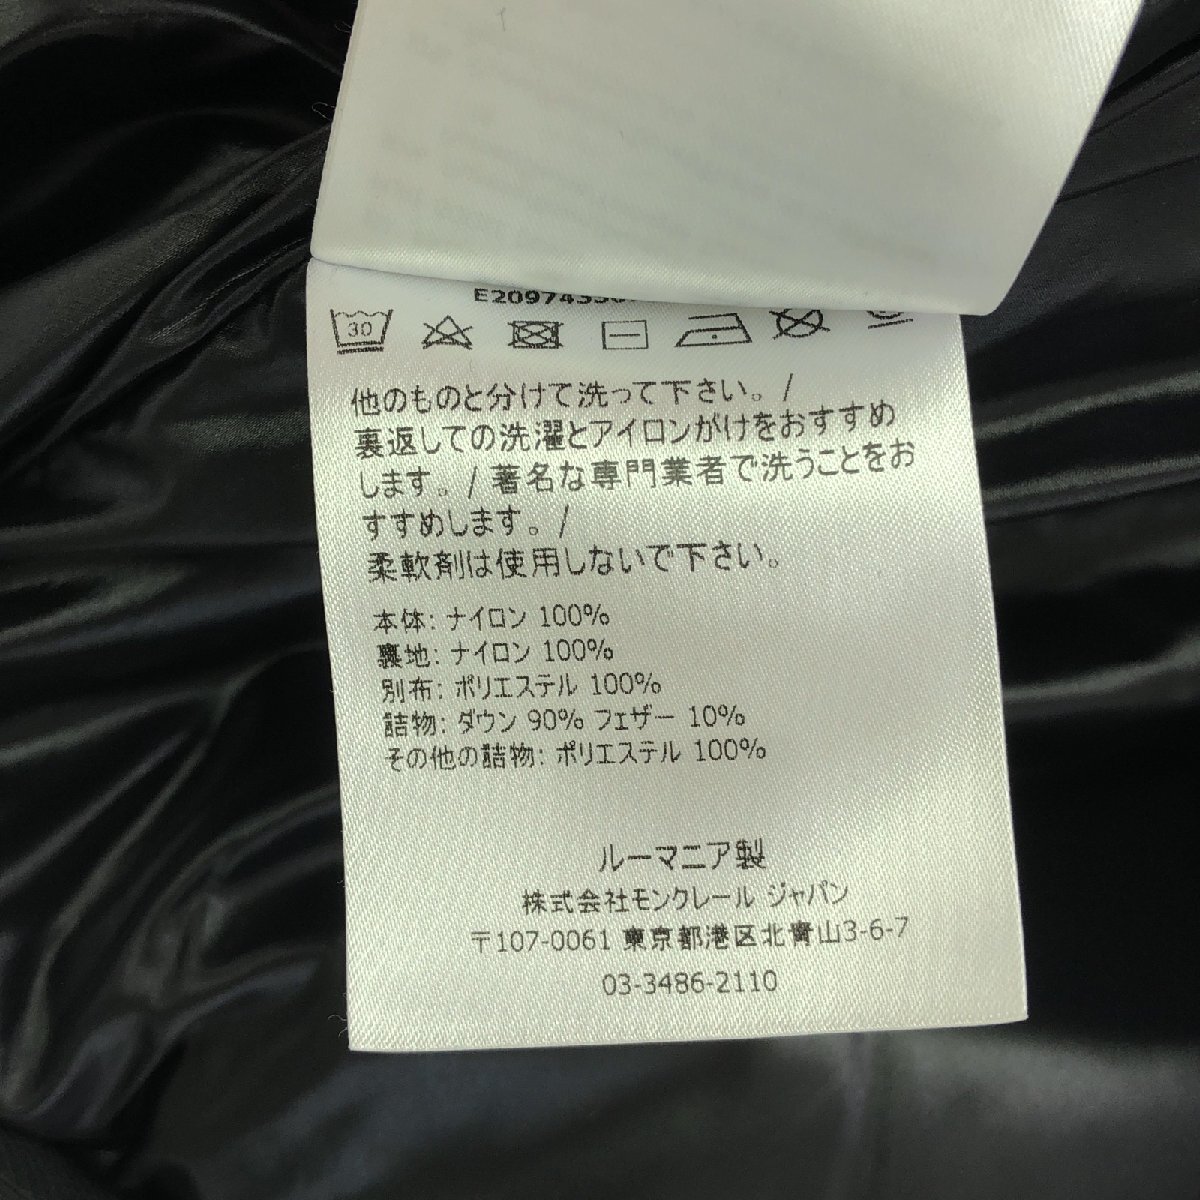 30
他のものと分けて洗って下さい。/
裏返しての洗濯とアイロンがけをおすすめ
します。/ 著名な専門業者で洗うことをお
すすめします。/
柔軟剤は使用しないで下さい。
本体: ナイロン 100%
裏地: ナイロン 100%
別布: ポリエステル 100%
詰物: ダウン 90% フェザー 10%
その他の詰物: ポリエステル 100%
ルーマニア製
株式会社モンクレール ジャパン
〒107-0061 東京都港区北青山3-6-7
03-3486-2110